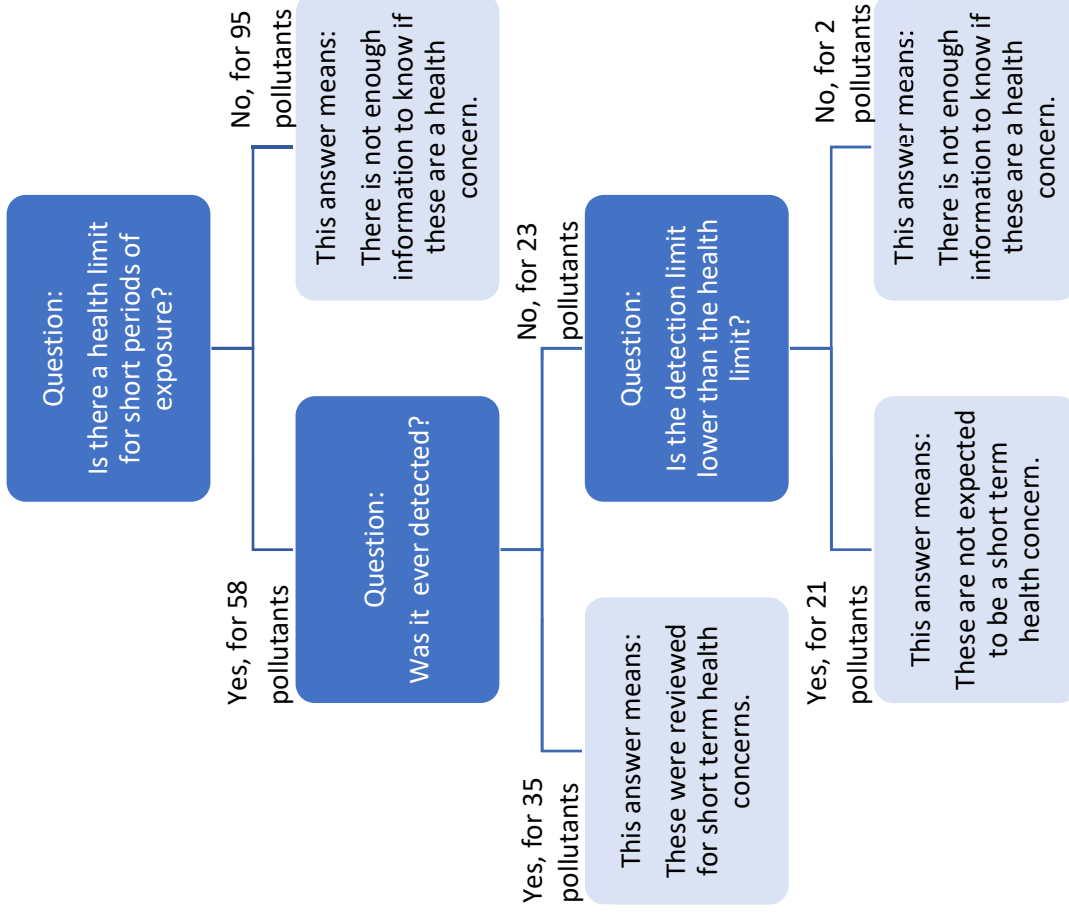 Question:
Is there a health limit
for short periods of
exposure?
Yes, for 58
pollutants
No, for 95
pollutants
Question:
Was it ever detected?
This answer means:
There is not enough
information to know if
these are a health
concern.
Yes, for 35
pollutants
No, for 23
pollutants
This answer means:
These were reviewed
for short term health
concerns.
Question:
Is the detection limit
lower than the health
limit?
Yes, for 21
pollutants
No, for 2
pollutants
This answer means:
These are not expected
to be a short term
health concern.
This answer means:
There is not enough
information to know if
these are a health
concern.